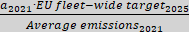 a₂₀₂₁·EU fleet–wide target₂₀₂₅
Average emissions₂₀₂₁